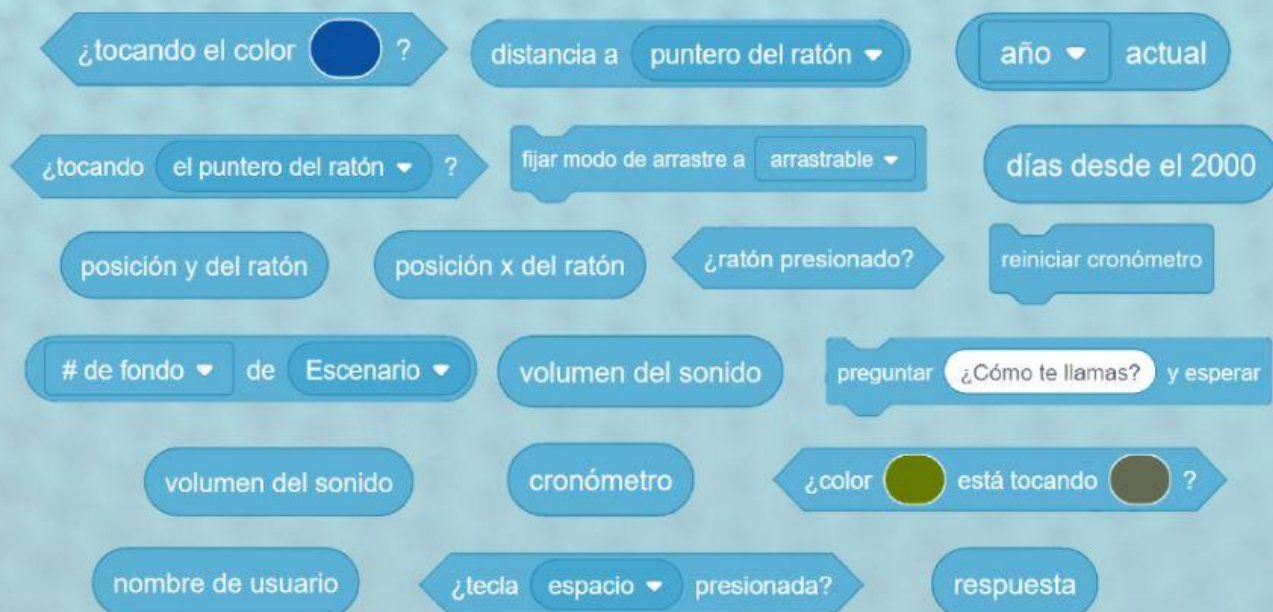 ¿tocando el color ?
distancia a puntero del ratón
año actual
¿tocando el puntero del ratón ?
fijar modo de arrastre a arrastrable
días desde el 2000
posición y del ratón
posición x del ratón
¿ratón presionado?
reiniciar cronómetro
# de fondo de Escenario
volumen del sonido
preguntar ¿Cómo te llamas? y esperar
volumen del sonido
cronómetro
¿color está tocando ?
nombre de usuario
¿tecla espacio presionada?
respuesta